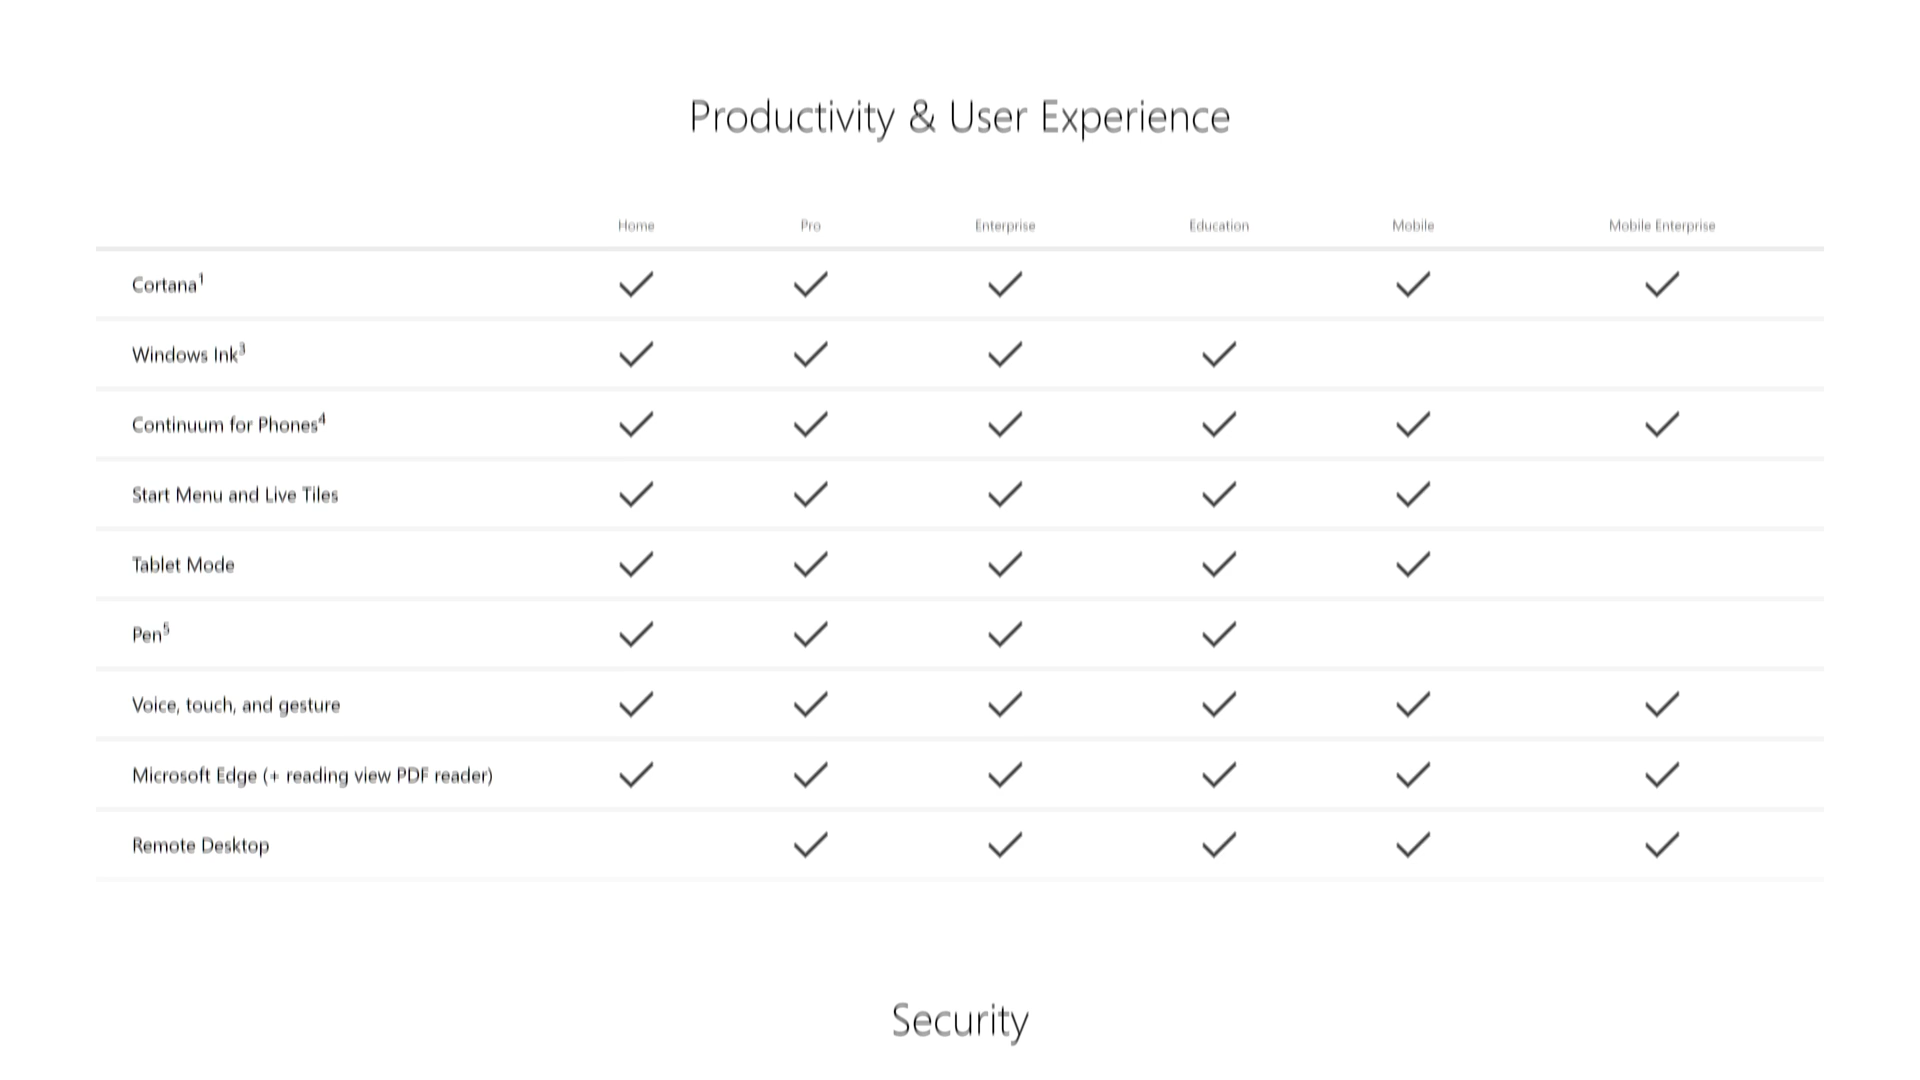 Productivity & User Experience
Home Pro Enterprise Education Mobile Mobile Enterprise
Cortana¹
Windows Ink³
Continuum for Phones⁴
Start Menu and Live Tiles
Tablet Mode
Pen⁵
Voice, touch, and gesture
Microsoft Edge (+ reading view PDF reader)
Remote Desktop
Security